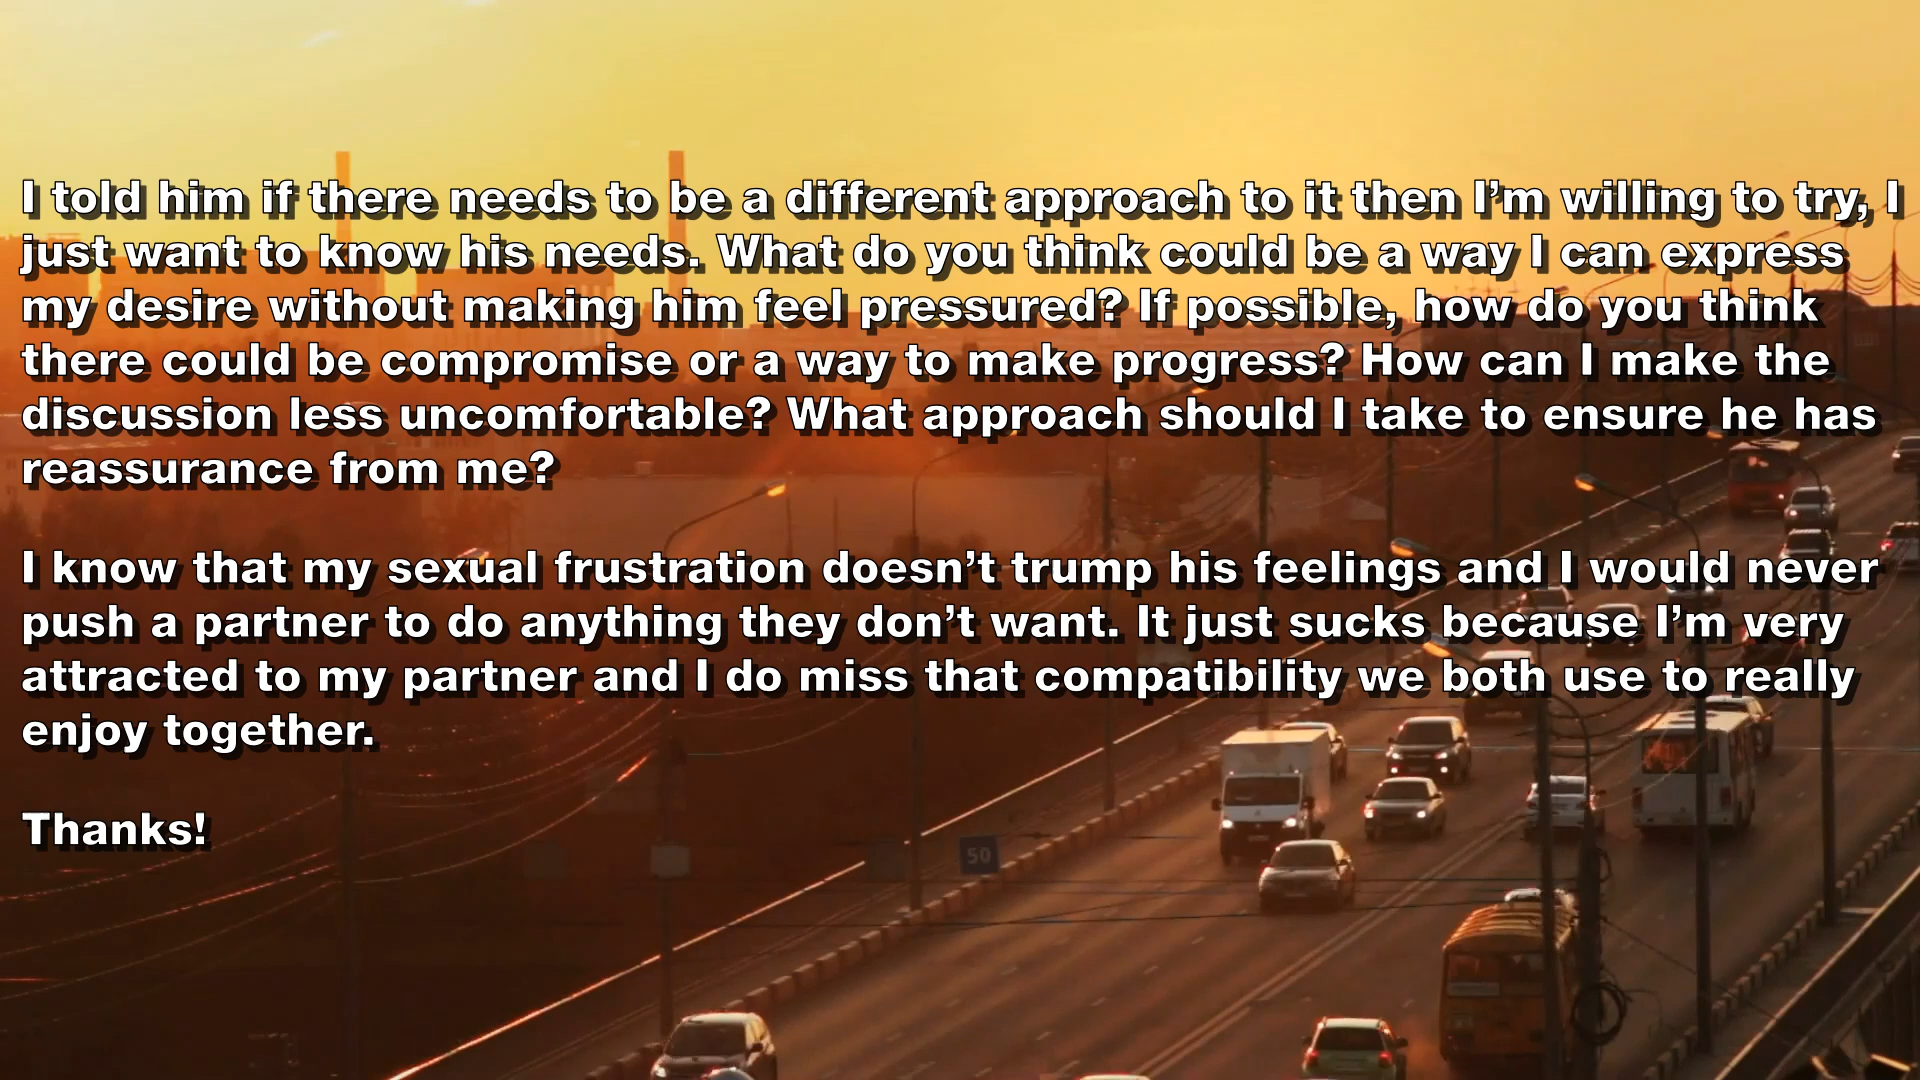 I told him if there needs to be a different approach to it then I’m willing to try, I
just want to know his needs. What do you think could be a way I can express
my desire without making him feel pressured? If possible, how do you think
there could be compromise or a way to make progress? How can I make the
discussion less uncomfortable? What approach should I take to ensure he has
reassurance from me?
I know that my sexual frustration doesn’t trump his feelings and I would never
push a partner to do anything they don’t want. It just sucks because I’m very
attracted to my partner and I do miss that compatibility we both use to really
enjoy together.
Thanks!
50